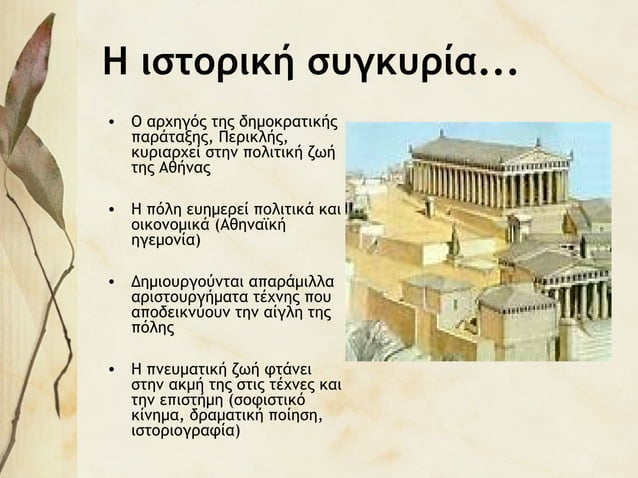 Η ιστορική συγκυρία...
• Ο αρχηγός της δημοκρατικής
παράταξης, Περικλής,
κυριαρχεί στην πολιτική ζωή
της Αθήνας
• Η πόλη ευημερεί πολιτικά και
οικονομικά (Αθηναϊκή
ηγεμονία)
• Δημιουργούνται απαράμιλλα
αριστουργήματα τέχνης που
αποδεικνύουν την αίγλη της
πόλης
• Η πνευματική ζωή φτάνει
στην ακμή της στις τέχνες και
την επιστήμη (σοφιστικό
κίνημα, δραματική ποίηση,
ιστοριογραφία)